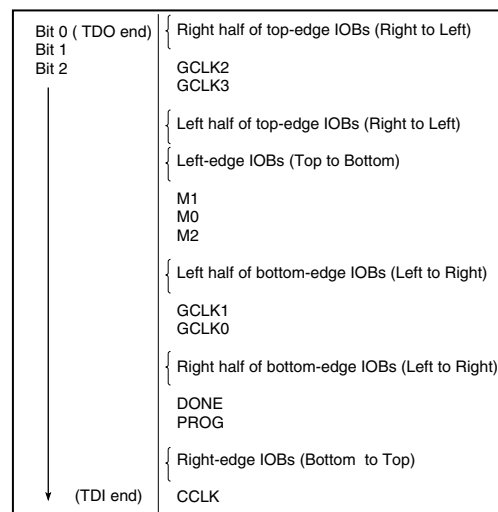 Bit 0 ( TDO end)
Bit 1
Bit 2
Right half of top-edge IOBs (Right to Left)
GCLK2
GCLK3
Left half of top-edge IOBs (Right to Left)
Left-edge IOBs (Top to Bottom)
M1
M0
M2
Left half of bottom-edge IOBs (Left to Right)
GCLK1
GCLK0
Right half of bottom-edge IOBs (Left to Right)
DONE
PROG
Right-edge IOBs (Bottom to Top)
(TDI end)
CCLK